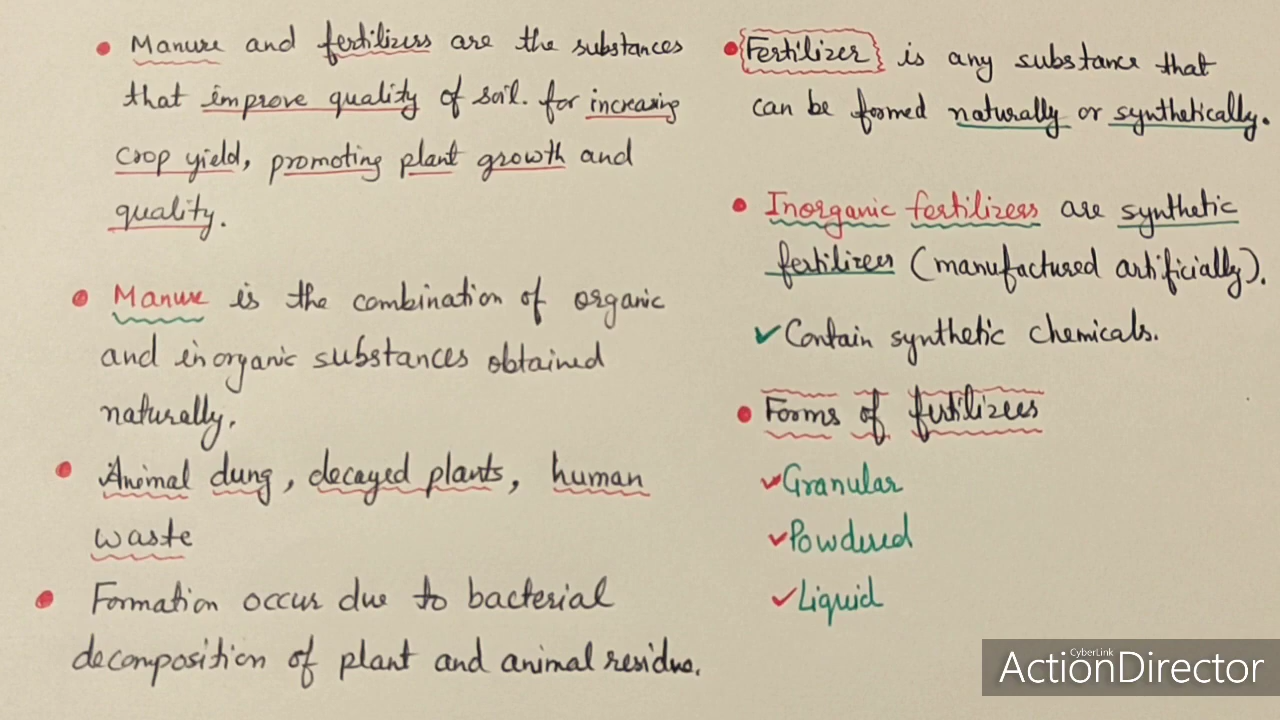 Manure and fertilizers are the substances
that improve quality of soil. for increasing
crop yield, promoting plant growth and
quality.
Manure is the combination of organic
and inorganic substances obtained
naturally.
Animal dung, decayed plants, human
waste
Formation occur due to bacterial
decomposition of plant and animal residue.
Fertilizer is any substance that
can be formed naturally or synthetically.
Inorganic fertilizers are synthetic
fertilizers (manufactured artificially).
✓ Contain synthetic chemicals.
Forms of fertilizers
✓ Granular
✓ Powdered
✓ Liquid
CyberLink
ActionDirector